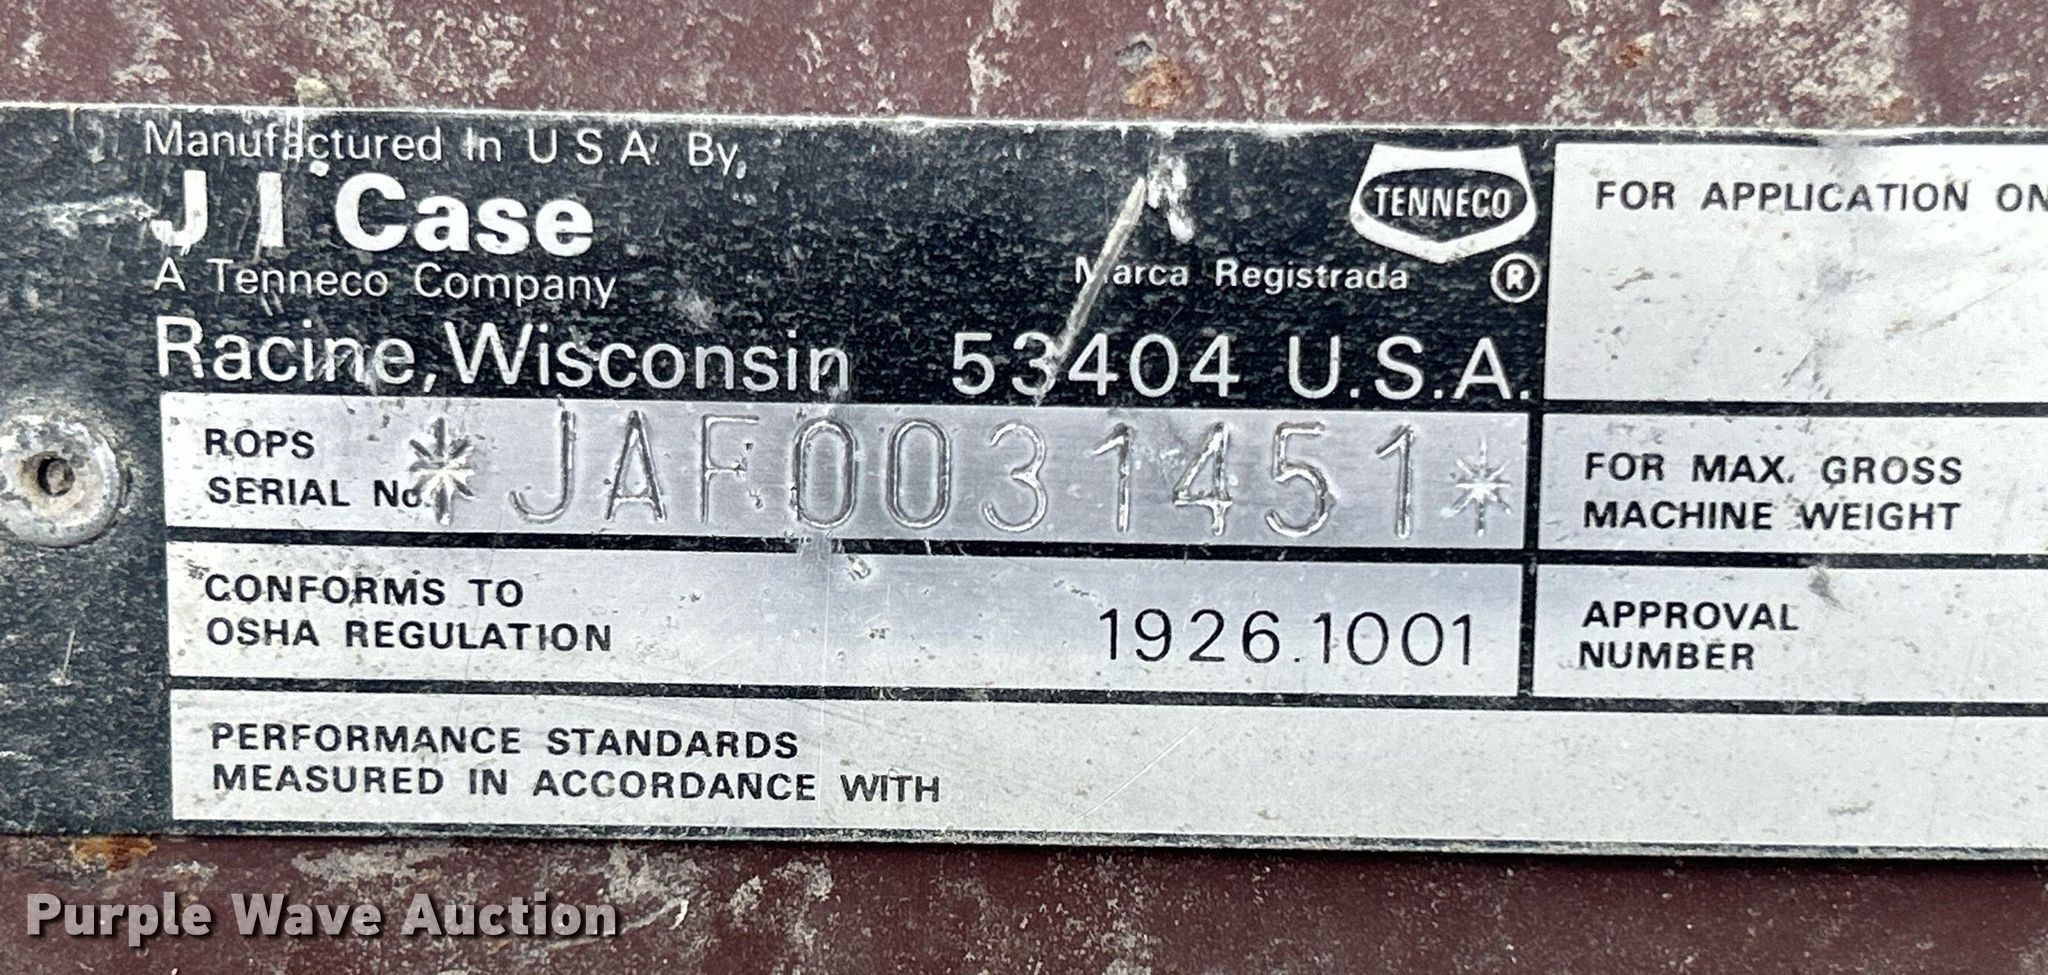 Manufactured In U S A. By,
J I Case
A Tenneco Company
TENNECO
Marca Registrada ®
Racine, Wisconsin 53404 U.S.A.
ROPS
SERIAL No. *JAF0031451*
CONFORMS TO
OSHA REGULATION 1926.1001
PERFORMANCE STANDARDS
MEASURED IN ACCORDANCE WITH
FOR APPLICATION ON
FOR MAX. GROSS
MACHINE WEIGHT
APPROVAL
NUMBER
Purple Wave Auction